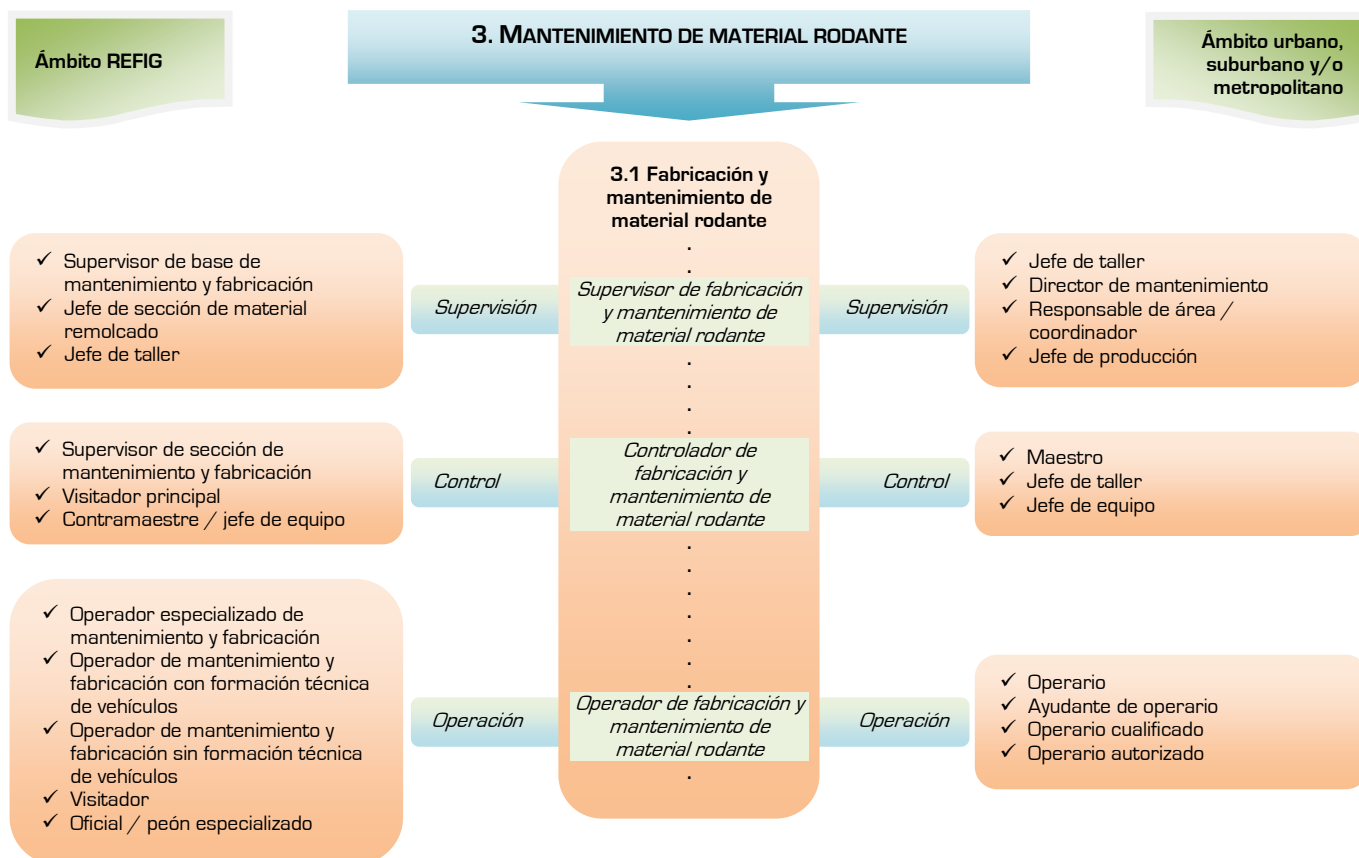 3. MANTENIMIENTO DE MATERIAL RODANTE
Ámbito REFIG
Ámbito urbano,
suburbano y/o
metropolitano
3.1 Fabricación y
mantenimiento de
material rodante
✓ Supervisor de base de
mantenimiento y fabricación
✓ Jefe de sección de material
remolcado
✓ Jefe de taller
Supervisión
Supervisor de fabricación
y mantenimiento de
material rodante
Supervisión
✓ Jefe de taller
✓ Director de mantenimiento
✓ Responsable de área /
coordinador
✓ Jefe de producción
✓ Supervisor de sección de
mantenimiento y fabricación
✓ Visitador principal
✓ Contramaestre / jefe de equipo
Control
Controlador de
fabricación y
mantenimiento de
material rodante
Control
✓ Maestro
✓ Jefe de taller
✓ Jefe de equipo
✓ Operador especializado de
mantenimiento y fabricación
✓ Operador de mantenimiento y
fabricación con formación técnica
de vehículos
✓ Operador de mantenimiento y
fabricación sin formación técnica
de vehículos
✓ Visitador
✓ Oficial / peón especializado
Operación
Operador de fabricación y
mantenimiento de
material rodante
Operación
✓ Operario
✓ Ayudante de operario
✓ Operario cualificado
✓ Operario autorizado